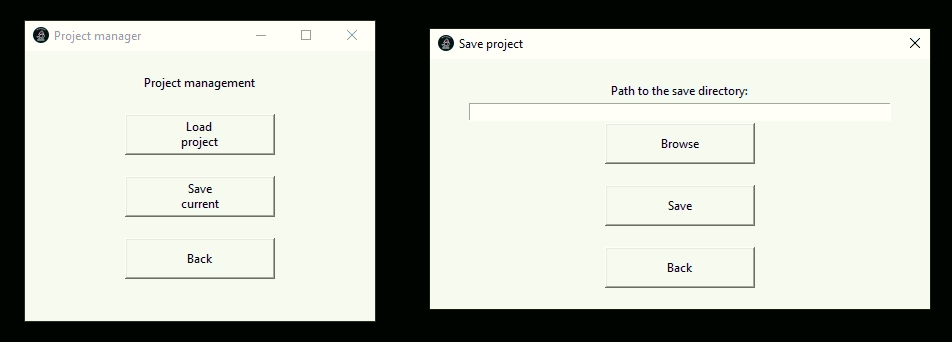 Project manager
Project management
Load
project
Save
current
Back
Save project
Path to the save directory:
Browse
Save
Back